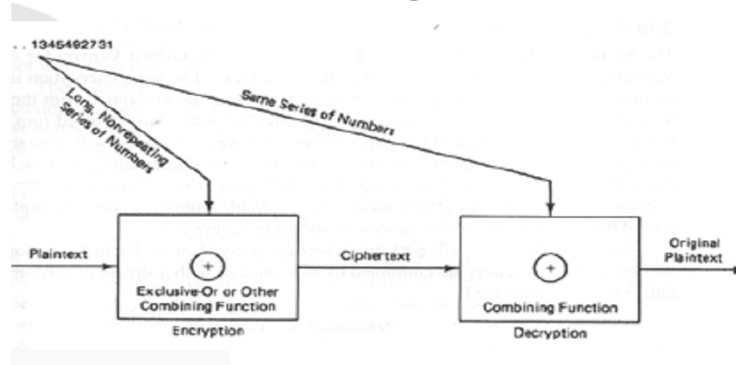 .. 1345492731
Long, Nonrepeating
Series of Numbers
Same Series of Numbers
Plaintext
+
Exclusive-Or or Other
Combining Function
Encryption
Ciphertext
+
Combining Function
Decryption
Original
Plaintext